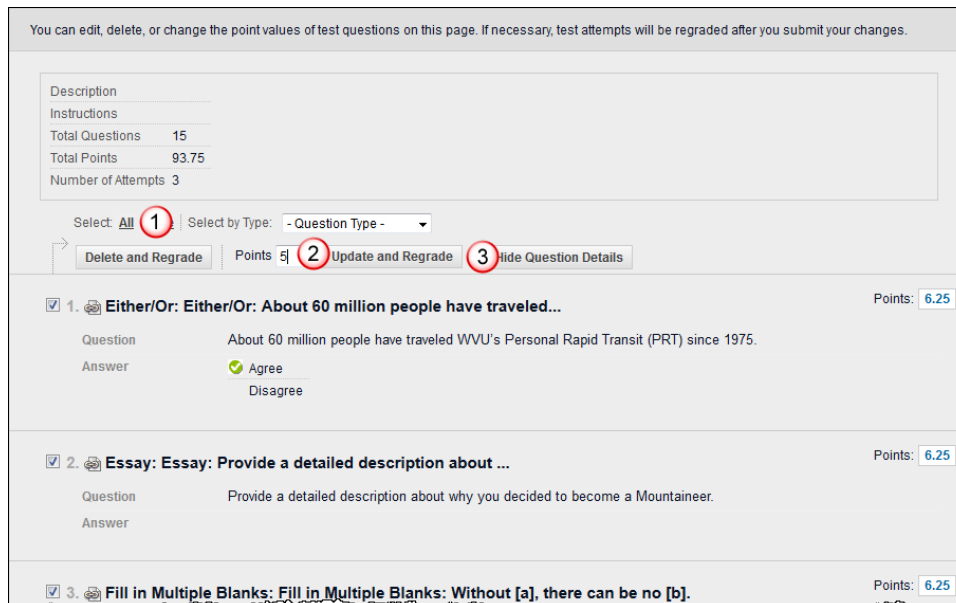 You can edit, delete, or change the point values of test questions on this page. If necessary, test attempts will be regraded after you submit your changes.
Description
Instructions
Total Questions 15
Total Points 93.75
Number of Attempts 3
Select: All 1 Select by Type: - Question Type -
Delete and Regrade Points 5 2 Update and Regrade 3 Hide Question Details
1. Either/Or: Either/Or: About 60 million people have traveled... Points: 6.25
Question About 60 million people have traveled WVU's Personal Rapid Transit (PRT) since 1975.
Answer Agree
Disagree
2. Essay: Essay: Provide a detailed description about ... Points: 6.25
Question Provide a detailed description about why you decided to become a Mountaineer.
Answer
3. Fill in Multiple Blanks: Fill in Multiple Blanks: Without [a], there can be no [b]. Points: 6.25